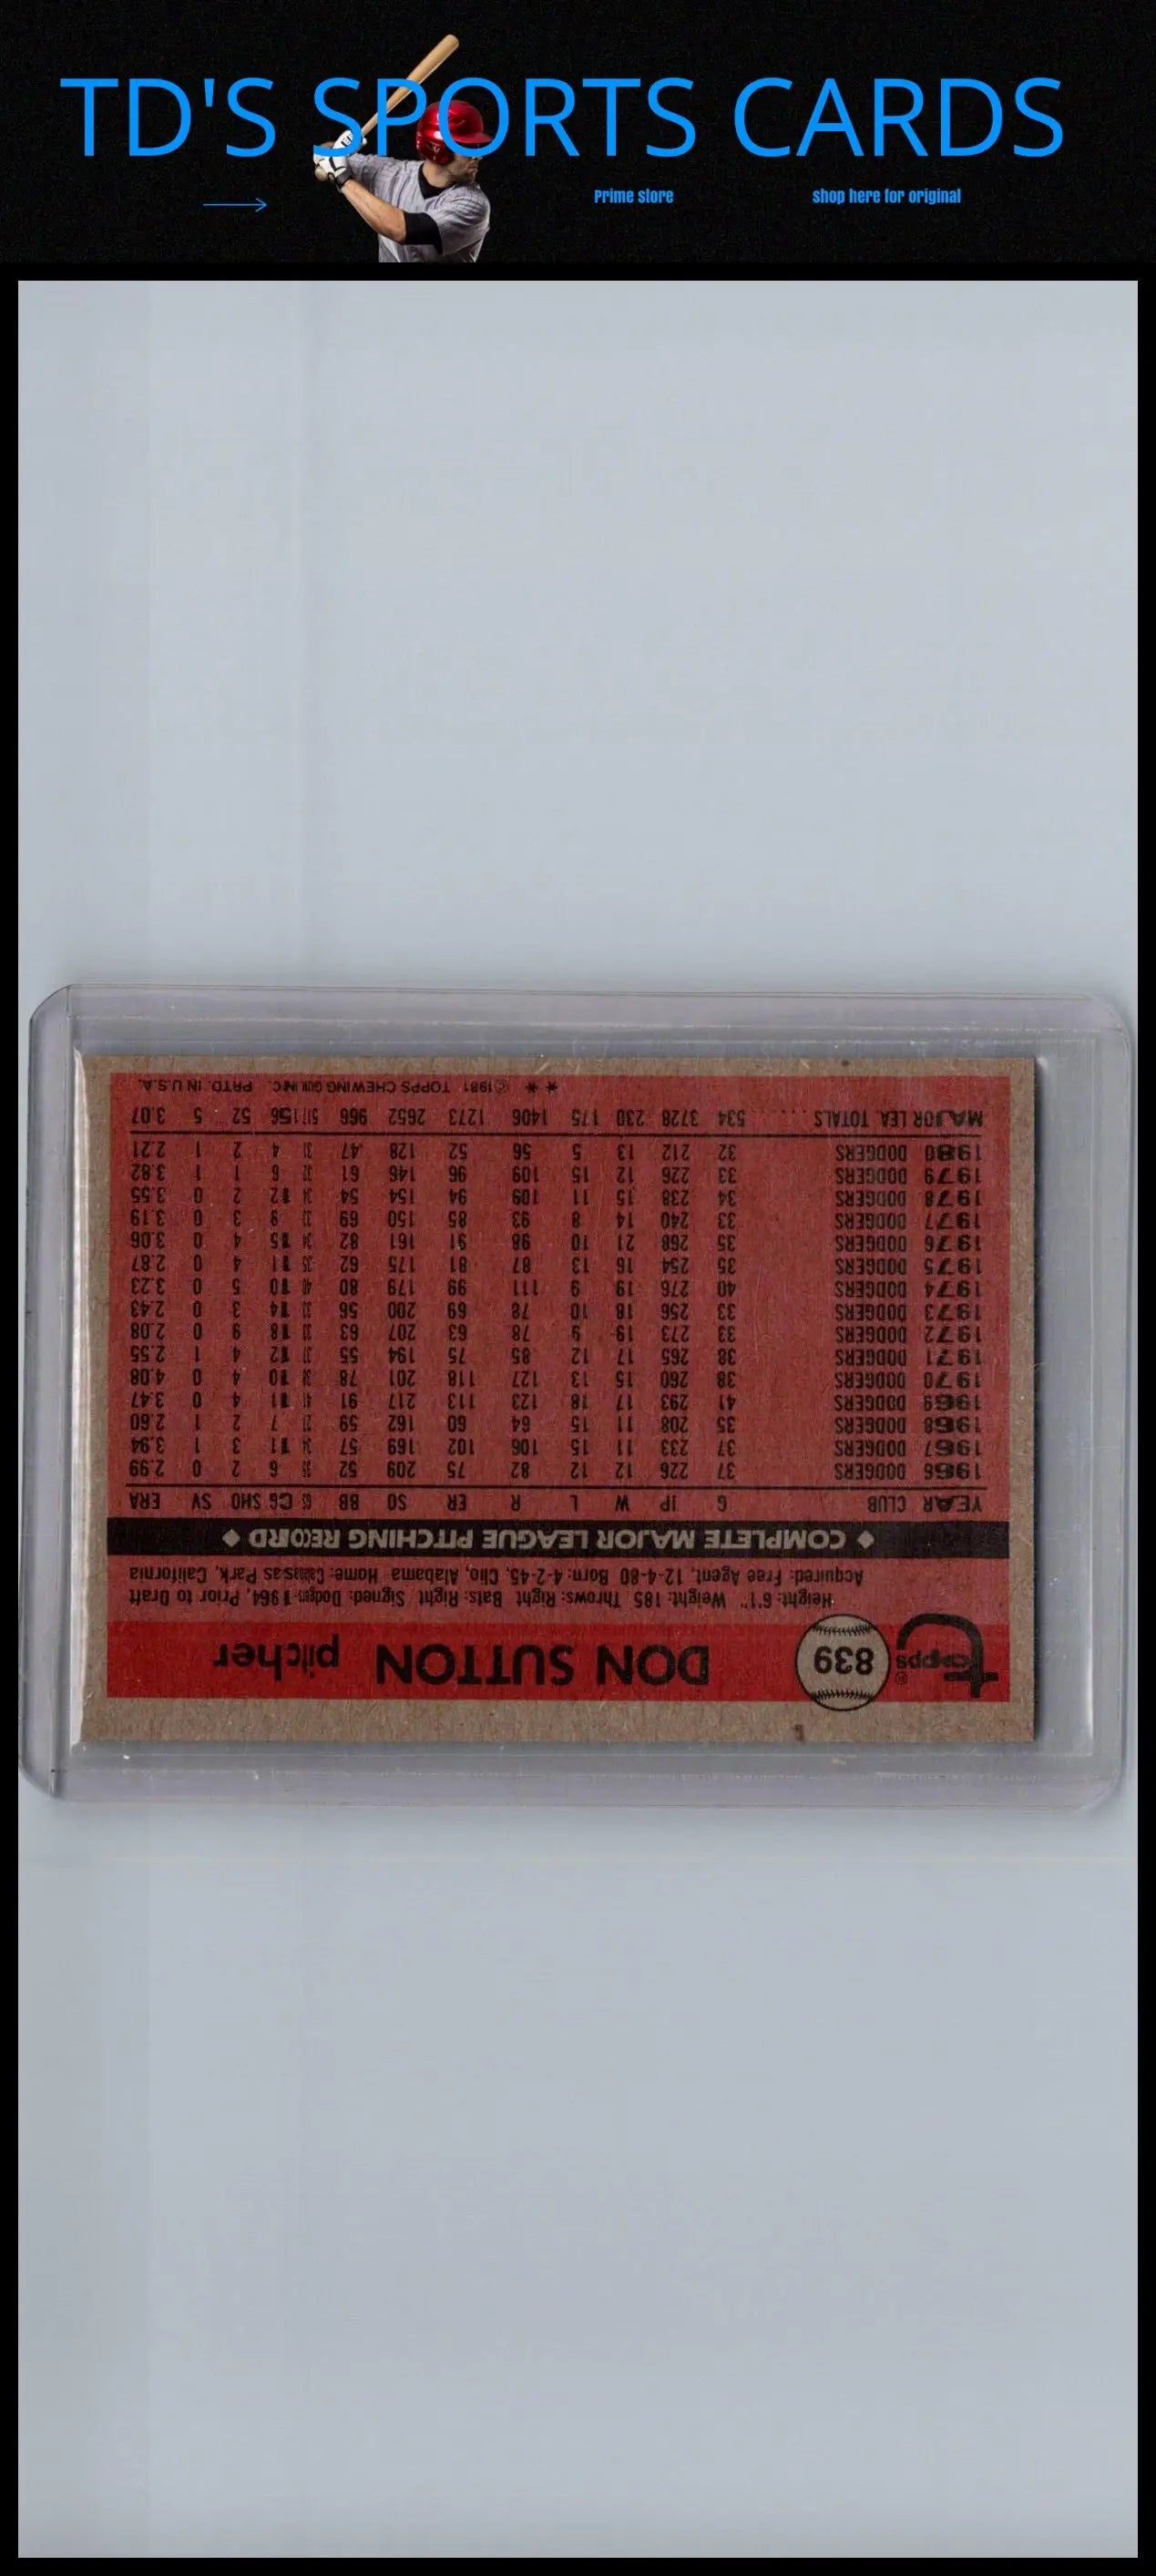 TD'S SPORTS CARDS
Prime store
shop here for original
topps®
839
DON SUTTON pitcher
Height: 6'1" Weight: 185 Throws: Right Bats: Right Signed: 1964, Prior to Draft
Acquired: Free Agent, 12-4-80 Born: 4-2-45, Clio, Alabama Home: Park, California
◆ COMPLETE MAJOR LEAGUE PITCHING RECORD ◆
YEAR CLUB G IP W L R ER SO BB GS CG SHO SV ERA
1966 DODGERS 37 226 12 12 82 75 209 52 35 6 2 0 2.99
1967 DODGERS 37 233 11 15 106 102 169 57 34 11 3 1 3.94
1968 DODGERS 35 208 11 15 64 60 162 59 27 7 2 1 2.60
1969 DODGERS 41 293 17 18 123 113 217 91 41 11 4 0 3.47
1970 DODGERS 38 260 15 13 127 118 201 78 38 10 4 0 4.08
1971 DODGERS 38 265 17 12 85 75 194 55 37 12 4 1 2.55
1972 DODGERS 33 273 19 9 78 63 207 63 33 18 9 0 2.08
1973 DODGERS 33 256 18 10 78 69 200 56 33 14 3 0 2.43
1974 DODGERS 40 276 19 9 111 99 179 80 40 10 5 0 3.23
1975 DODGERS 35 254 16 13 87 81 175 62 35 11 4 0 2.87
1976 DODGERS 35 268 21 10 98 91 161 82 34 15 4 0 3.06
1977 DODGERS 33 240 14 8 93 85 150 69 33 9 3 0 3.19
1978 DODGERS 34 238 15 11 109 94 154 54 34 12 2 0 3.55
1979 DODGERS 33 226 12 15 109 96 146 61 32 6 1 1 3.82
1980 DODGERS 32 212 13 5 56 52 128 47 31 4 2 1 2.21
MAJOR LEA. TOTALS ...... 534 3728 230 175 1406 1273 2652 966 517 156 52 5 3.07
** ©1981 TOPPS CHEWING GUM INC. PRTD. IN U.S.A.